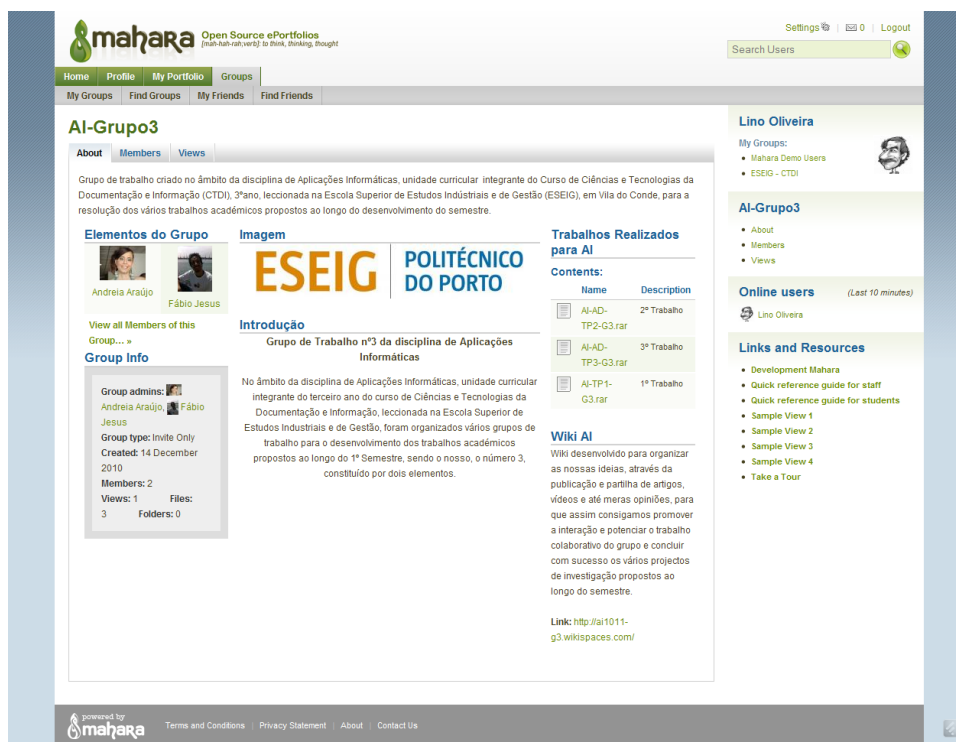 mahara Open Source ePortfolios
[mah-hah-rah;verb]: to think, thinking, thought
Settings | 0 | Logout
Search Users
Home Profile My Portfolio Groups
My Groups Find Groups My Friends Find Friends
AI-Grupo3
About Members Views
Grupo de trabalho criado no âmbito da disciplina de Aplicações Informáticas, unidade curricular integrante do Curso de Ciências e Tecnologias da
Documentação e Informação (CTDI), 3ºano, leccionada na Escola Superior de Estudos Indústriais e de Gestão (ESEIG), em Vila do Conde, para a
resolução dos vários trabalhos académicos propostos ao longo do desenvolvimento do semestre.
Elementos do Grupo
Andreia Araújo
Fábio Jesus
View all Members of this
Group... »
Group Info
Group admins:
Andreia Araújo, Fábio
Jesus
Group type: Invite Only
Created: 14 December
2010
Members: 2
Views: 1 Files:
3 Folders: 0
Imagem
ESEIG
POLITÉCNICO
DO PORTO
Introdução
Grupo de Trabalho nº3 da disciplina de Aplicações
Informáticas
No âmbito da disciplina de Aplicações Informáticas, unidade curricular
integrante do terceiro ano do curso de Ciências e Tecnologias da
Documentação e Informação, leccionada na Escola Superior de
Estudos Industriais e de Gestão, foram organizados vários grupos de
trabalho para o desenvolvimento dos trabalhos académicos
propostos ao longo do 1º Semestre, sendo o nosso, o número 3,
constituído por dois elementos.
Trabalhos Realizados
para AI
Contents:
Name Description
AI-AD- 2º Trabalho
TP2-G3.rar
AI-AD- 3º Trabalho
TP3-G3.rar
AI-TP1- 1º Trabalho
G3.rar
Wiki AI
Wiki desenvolvido para organizar
as nossas ideias, através da
publicação e partilha de artigos,
vídeos e até meras opiniões, para
que assim consigamos promover
a interação e potenciar o trabalho
colaborativo do grupo e concluir
com sucesso os vários projectos
de investigação propostos ao
longo do semestre.
Link: http://ai1011-
g3.wikispaces.com/
Lino Oliveira
My Groups:
Mahara Demo Users
ESEIG - CTDI
AI-Grupo3
About
Members
Views
Online users (Last 10 minutes)
Lino Oliveira
Links and Resources
Development Mahara
Quick reference guide for staff
Quick reference guide for students
Sample View 1
Sample View 2
Sample View 3
Sample View 4
Take a Tour
powered by
mahara
Terms and Conditions | Privacy Statement | About | Contact Us